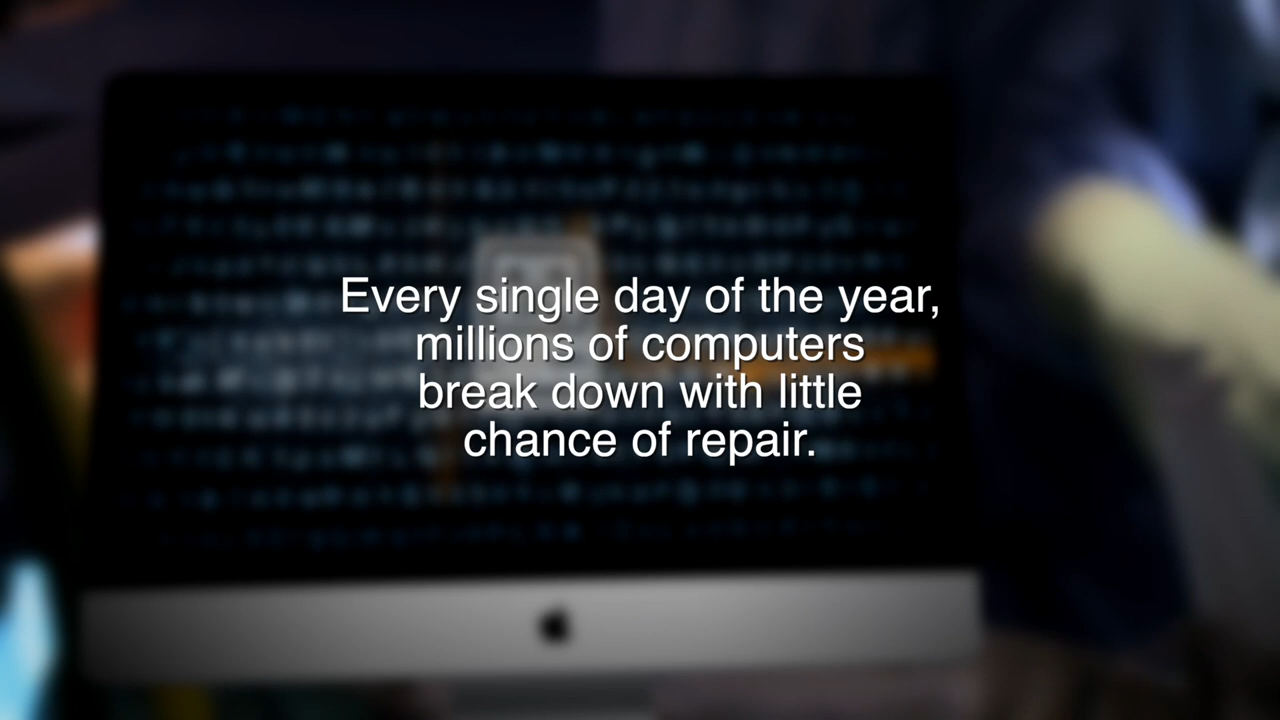 Every single day of the year,
millions of computers
break down with little
chance of repair.